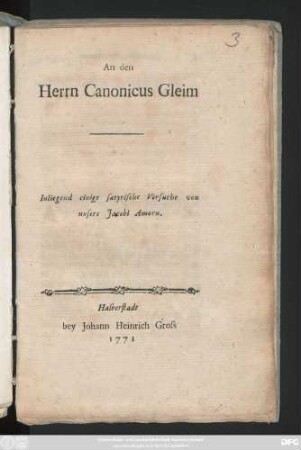 3
An den
Herrn Canonicus Gleim
Inliegend einige satyrische Versuche von
unsers Jacobi Amorn.
Halberstadt
bey Johann Heinrich Groß
1771